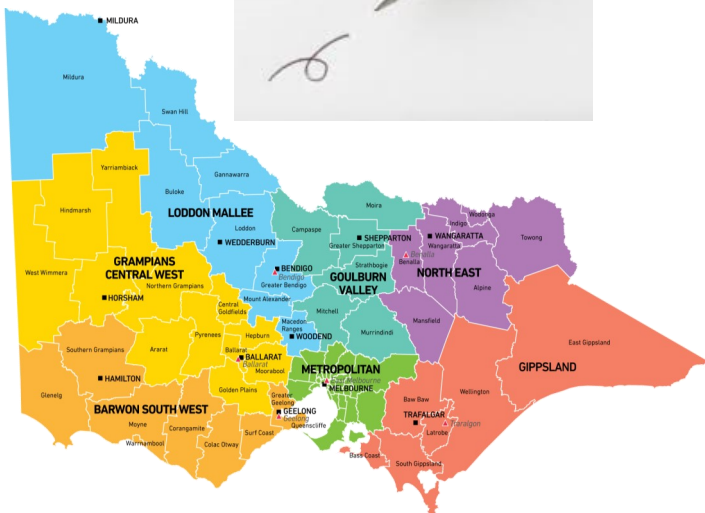 MILDURA
Mildura
Swan Hill
Yarriambiack
Gannawarra
Buloke
Hindmarsh
LODDON MALLEE
Loddon
WEDDERBURN
Campaspe
Moira
SHEPPARTON
Greater Shepparton
Wodonga
Indigo
WANGARATTA
Wangaratta
Towong
Benalla
Benalla
NORTH EAST
Alpine
Mansfield
West Wimmera
GRAMPIANS
CENTRAL WEST
Northern Grampians
HORSHAM
BENDIGO
Bendigo
Greater Bendigo
Strathbogie
GOULBURN
VALLEY
Mount Alexander
Central
Goldfields
Macedon
Ranges
WOODEND
Mitchell
Murrindindi
Southern Grampians
Ararat
Pyrenees
Hepburn
Ballarat
BALLARAT
Ballarat
Moorabool
METROPOLITAN
East Melbourne
MELBOURNE
East Gippsland
GIPPSLAND
Wellington
Baw Baw
TRAFALGAR
Traralgon
Latrobe
HAMILTON
Glenelg
Golden Plains
Greater
Geelong
GEELONG
Geelong
Queenscliffe
BARWON SOUTH WEST
Moyne
Corangamite
Surf Coast
Warrnambool
Colac Otway
Bass Coast
South Gippsland